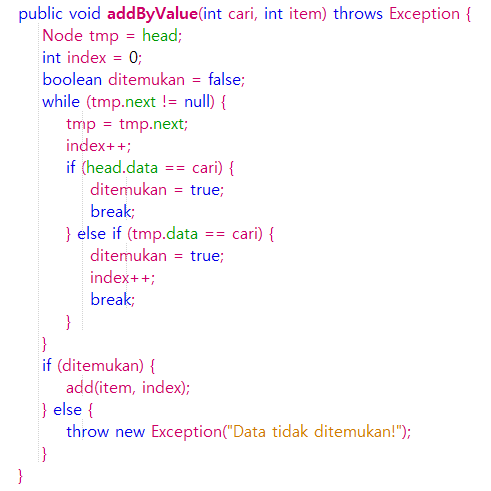 public void addByValue(int cari, int item) throws Exception {
    Node tmp = head;
    int index = 0;
    boolean ditemukan = false;
    while (tmp.next != null) {
        tmp = tmp.next;
        index++;
        if (head.data == cari) {
            ditemukan = true;
            break;
        } else if (tmp.data == cari) {
            ditemukan = true;
            index++;
            break;
        }
    }
    if (ditemukan) {
        add(item, index);
    } else {
        throw new Exception("Data tidak ditemukan!");
    }
}